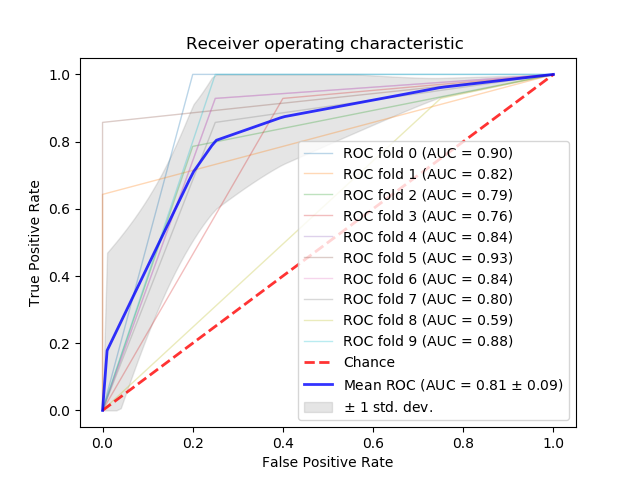 Receiver operating characteristic
True Positive Rate
1.0
0.8
0.6
0.4
0.2
0.0
ROC fold 0 (AUC = 0.90)
ROC fold 1 (AUC = 0.82)
ROC fold 2 (AUC = 0.79)
ROC fold 3 (AUC = 0.76)
ROC fold 4 (AUC = 0.84)
ROC fold 5 (AUC = 0.93)
ROC fold 6 (AUC = 0.84)
ROC fold 7 (AUC = 0.80)
ROC fold 8 (AUC = 0.59)
ROC fold 9 (AUC = 0.88)
Chance
Mean ROC (AUC = 0.81 ± 0.09)
± 1 std. dev.
0.0 0.2 0.4 0.6 0.8 1.0
False Positive Rate